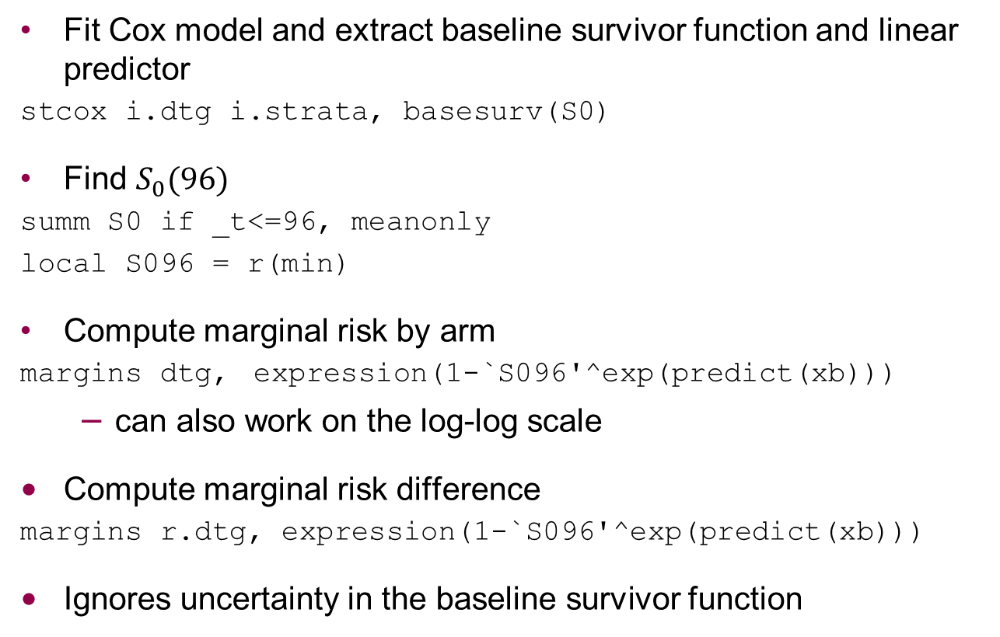 • Fit Cox model and extract baseline survivor function and linear
predictor
stcox i.dtg i.strata, basesurv(S0)
• Find S₀(96)
summ S0 if _t<=96, meanonly
local S096 = r(min)
• Compute marginal risk by arm
margins dtg, expression(1-`S096'^exp(predict(xb)))
– can also work on the log-log scale
• Compute marginal risk difference
margins r.dtg, expression(1-`S096'^exp(predict(xb)))
• Ignores uncertainty in the baseline survivor function